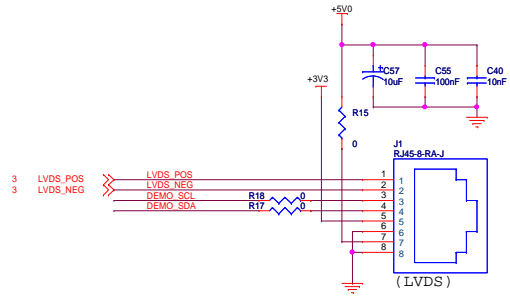 +5V0
C57
10uF
C55
100nF
C40
10nF
+3V3
R15
0
J1
RJ45-8-RA-J
3 LVDS_POS LVDS_POS 1 1
3 LVDS_NEG LVDS_NEG 2 2
DEMO_SCL R18 0 3 3
DEMO_SDA R17 0 4 4
5 5
6 6
7 7
8 8
(LVDS)